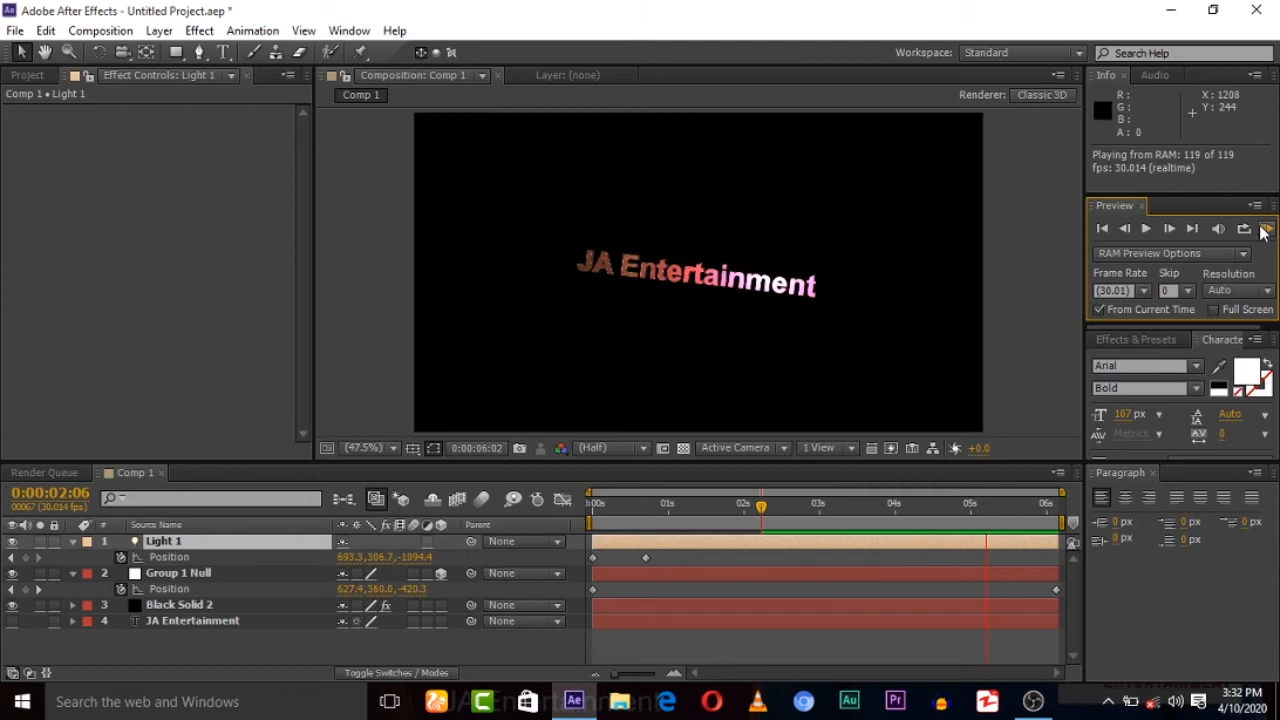 Adobe After Effects - Untitled Project.aep *
File Edit Composition Layer Effect Animation View Window Help
Workspace: Standard Search Help
Project Effect Controls: Light 1 Composition: Comp 1 Layer: (none) Info Audio
Comp 1 • Light 1
Comp 1 Renderer: Classic 3D
R : X : 1208
G : Y : 244
B :
A : 0
Playing from RAM: 119 of 119
fps: 30.014 (realtime)
Preview
RAM Preview Options
Frame Rate Skip Resolution
(30.01) 0 Auto
From Current Time Full Screen
JA Entertainment
Effects & Presets Characte
Arial
Bold
107 px Auto
Metrics 0
(47.5%) 0:00:06:02 (Half) Active Camera 1 View +0.0
Render Queue Comp 1 Paragraph
0:00:02:06
00067 (30.014 fps)
:00s 01s 02s 03s 04s 05s 06s
# Source Name Parent
1 Light 1 None
Position 693.3,306.7,-1094.4
2 Group 1 Null None
Position 627.4,360.0,-420.3
3 Black Solid 2 fx None
4 T JA Entertainment None
0 px 0 px 0 px
0 px 0 px
Toggle Switches / Modes
Search the web and Windows
Ae Au Pr
3:32 PM
4/10/2020